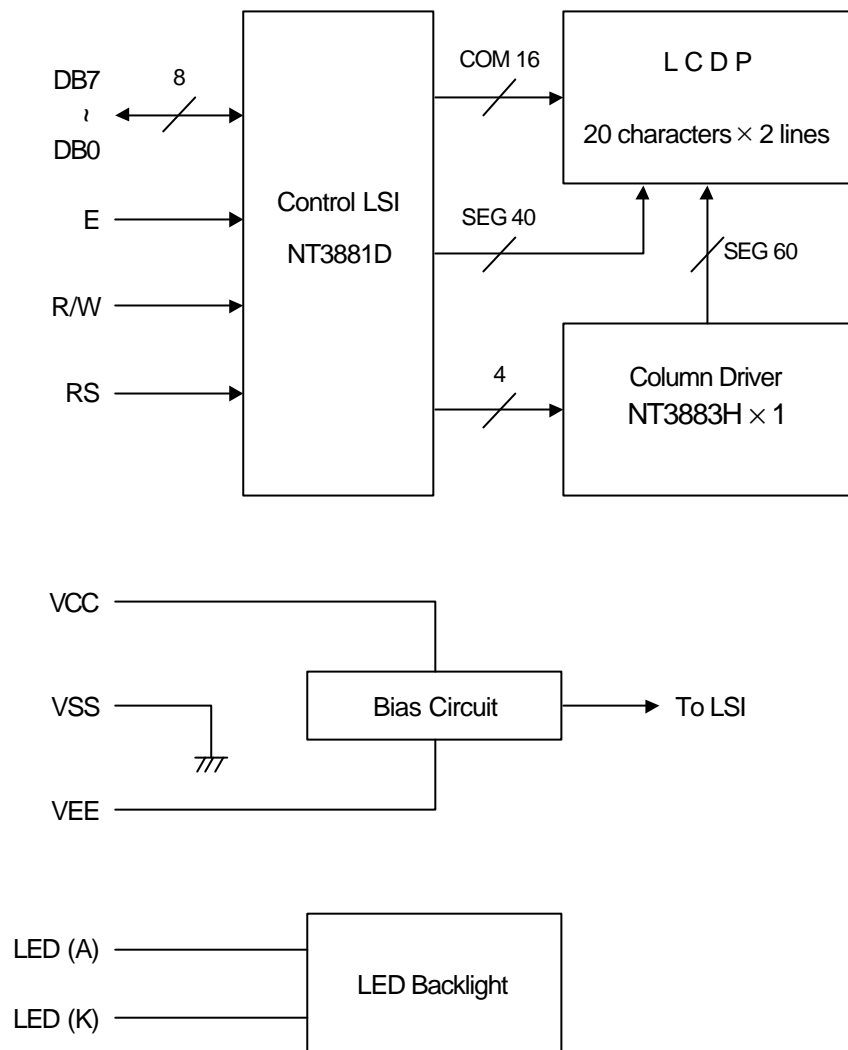 DB7
~
DB0
8
E
R/W
RS
Control LSI
NT3881D
COM 16
SEG 40
4
L C D P
20 characters × 2 lines
SEG 60
Column Driver
NT3883H × 1
VCC
VSS
VEE
Bias Circuit
To LSI
LED (A)
LED (K)
LED Backlight